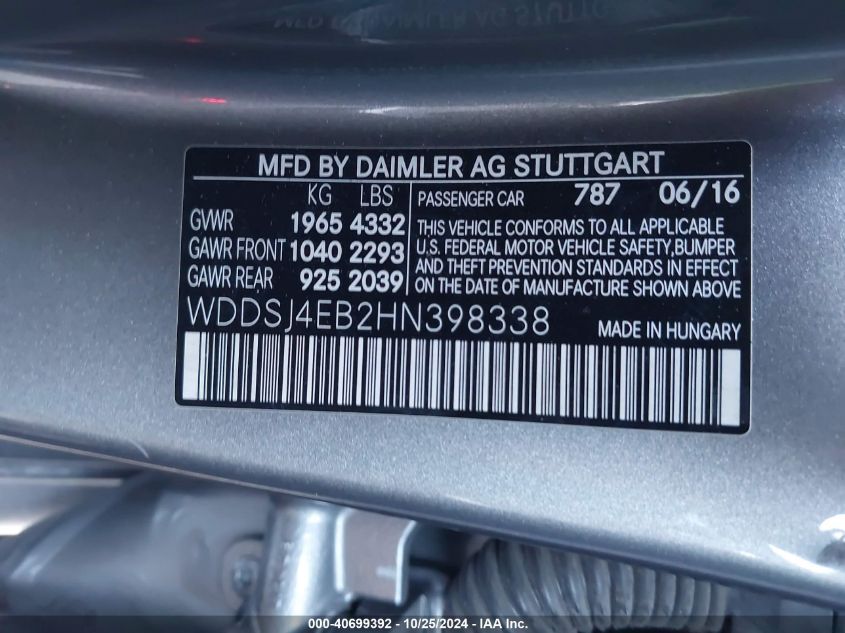 MFD BY DAIMLER AG STUTTGART
KG LBS
GVWR 1965 4332
GAWR FRONT 1040 2293
GAWR REAR 925 2039
PASSENGER CAR 787 06/16
THIS VEHICLE CONFORMS TO ALL APPLICABLE
U.S. FEDERAL MOTOR VEHICLE SAFETY,BUMPER
AND THEFT PREVENTION STANDARDS IN EFFECT
ON THE DATE OF MANUFACTURE SHOWN ABOVE
WDDSJ4EB2HN398338 MADE IN HUNGARY
000-40699392 - 10/25/2024 - IAA Inc.